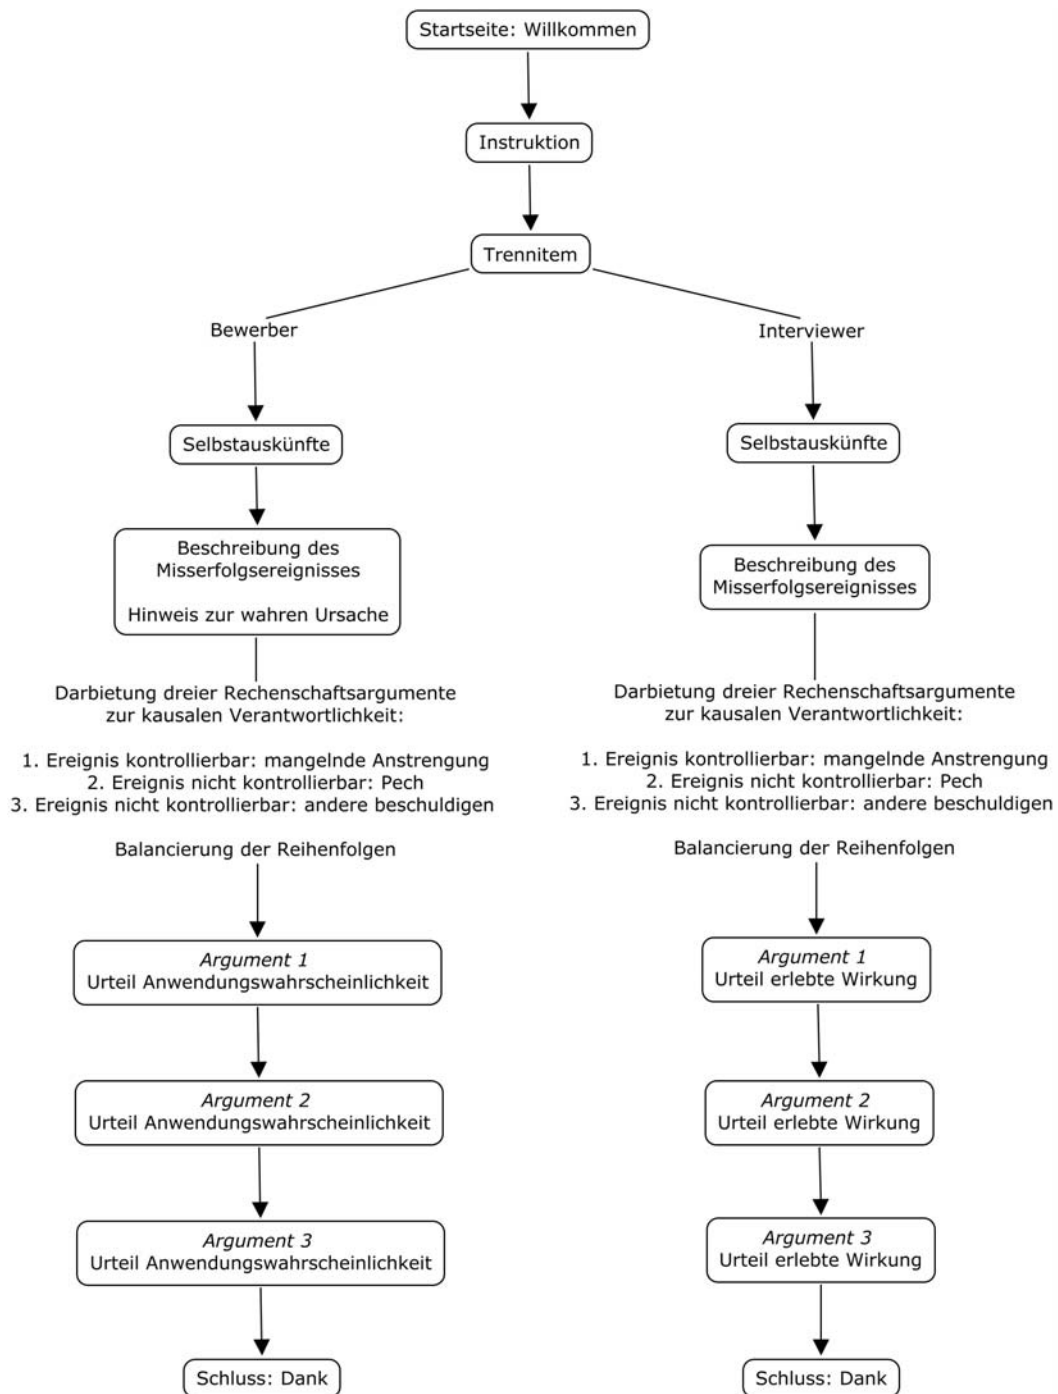 Startseite: Willkommen
Instruktion
Trennitem
Bewerber
Selbstauskünfte
Beschreibung des
Misserfolgsereignisses
Hinweis zur wahren Ursache
Darbietung dreier Rechenschaftsargumente
zur kausalen Verantwortlichkeit:
1. Ereignis kontrollierbar: mangelnde Anstrengung
2. Ereignis nicht kontrollierbar: Pech
3. Ereignis nicht kontrollierbar: andere beschuldigen
Balancierung der Reihenfolgen
Argument 1
Urteil Anwendungswahrscheinlichkeit
Argument 2
Urteil Anwendungswahrscheinlichkeit
Argument 3
Urteil Anwendungswahrscheinlichkeit
Schluss: Dank
Interviewer
Selbstauskünfte
Beschreibung des
Misserfolgsereignisses
Darbietung dreier Rechenschaftsargumente
zur kausalen Verantwortlichkeit:
1. Ereignis kontrollierbar: mangelnde Anstrengung
2. Ereignis nicht kontrollierbar: Pech
3. Ereignis nicht kontrollierbar: andere beschuldigen
Balancierung der Reihenfolgen
Argument 1
Urteil erlebte Wirkung
Argument 2
Urteil erlebte Wirkung
Argument 3
Urteil erlebte Wirkung
Schluss: Dank